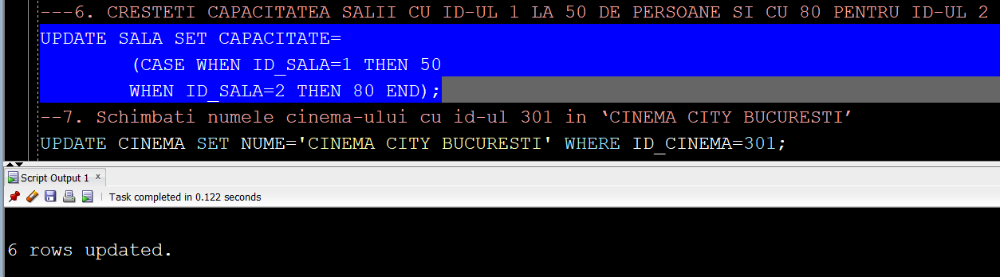 ---6. CRESTETI CAPACITATEA SALII CU ID-UL 1 LA 50 DE PERSOANE SI CU 80 PENTRU ID-UL 2
UPDATE SALA SET CAPACITATE=
(CASE WHEN ID_SALA=1 THEN 50
WHEN ID_SALA=2 THEN 80 END);
--7. Schimbati numele cinema-ului cu id-ul 301 in ‘CINEMA CITY BUCURESTI’
UPDATE CINEMA SET NUME='CINEMA CITY BUCURESTI' WHERE ID_CINEMA=301;
Script Output 1 x
Task completed in 0.122 seconds
6 rows updated.